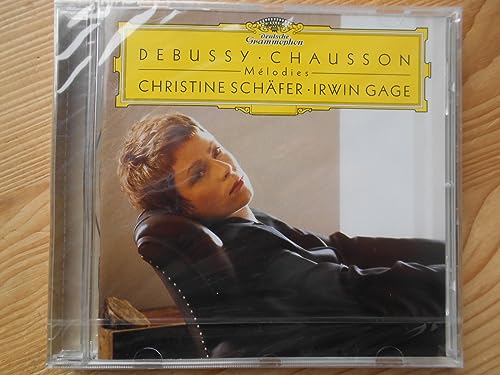 Deutsche
Grammophon
DEBUSSY · CHAUSSON
Mélodies
CHRISTINE SCHÄFER · IRWIN GAGE